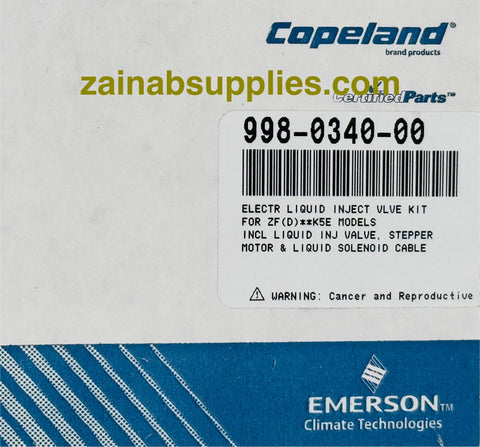 Copeland®
brand products
zainabsupplies.com
CertifiedParts™
998-0340-00
ELECTR LIQUID INJECT VLVE KIT
FOR ZF(D)**K5E MODELS
INCL LIQUID INJ VALVE, STEPPER
MOTOR & LIQUID SOLENOID CABLE
⚠ WARNING: Cancer and Reproductive
EMERSON™
Climate Technologies